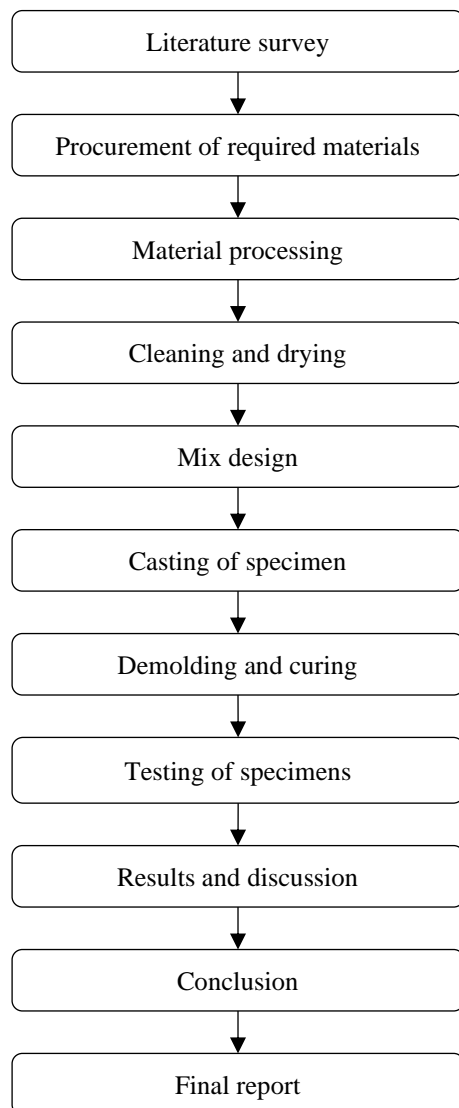 Literature survey
Procurement of required materials
Material processing
Cleaning and drying
Mix design
Casting of specimen
Demolding and curing
Testing of specimens
Results and discussion
Conclusion
Final report